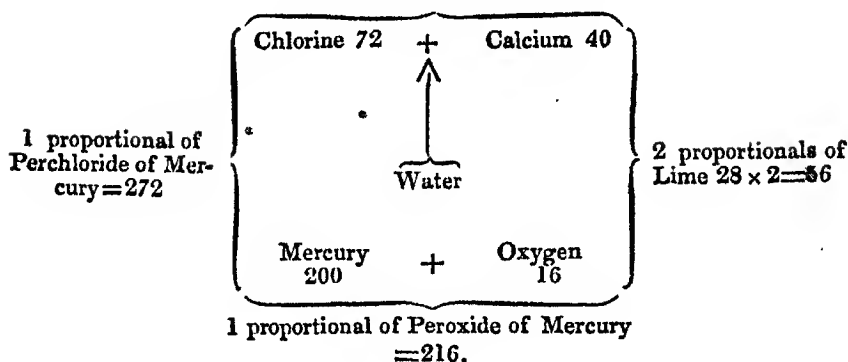 Chlorine 72 + Calcium 40
1 proportional of
Perchloride of Mer-
cury=272
Water
2 proportionals of
Lime 28 × 2=56
Mercury + Oxygen
200 16
1 proportional of Peroxide of Mercury
=216.